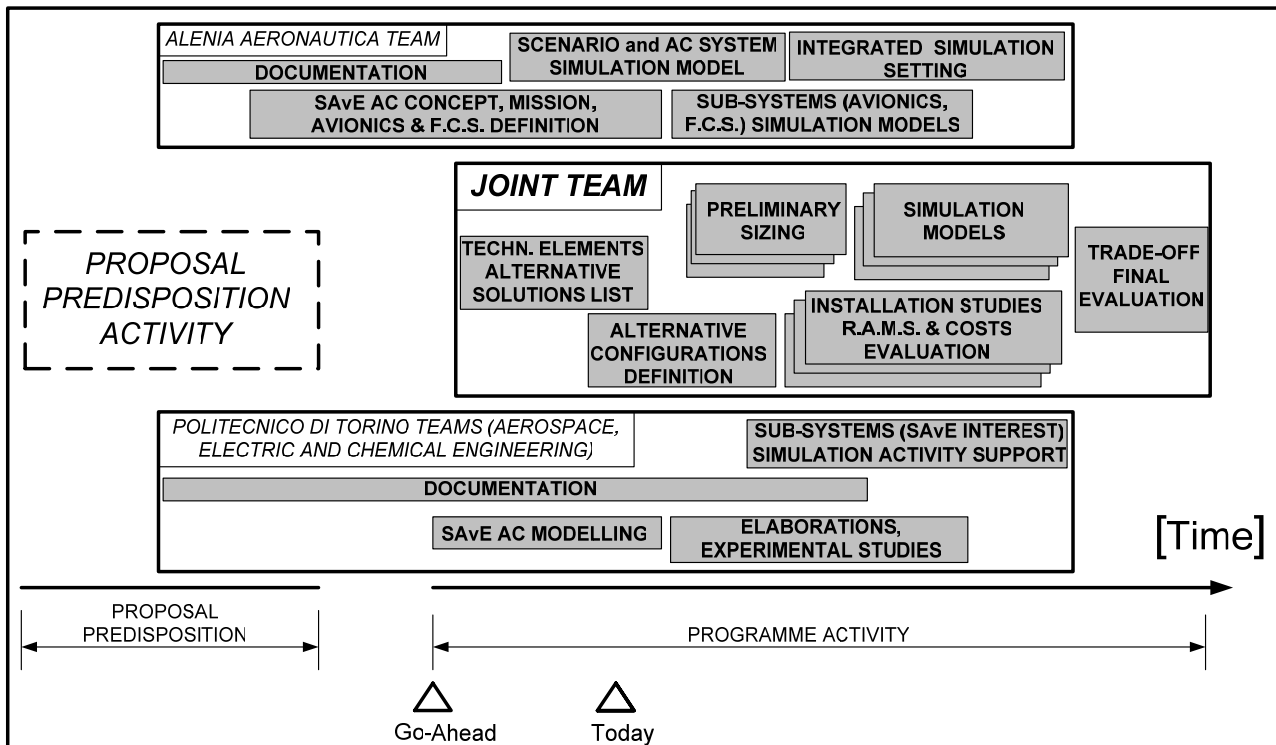 ALENIA AERONAUTICA TEAM
DOCUMENTATION
SCENARIO and AC SYSTEM
SIMULATION MODEL
INTEGRATED SIMULATION
SETTING
SAvE AC CONCEPT, MISSION,
AVIONICS & F.C.S. DEFINITION
SUB-SYSTEMS (AVIONICS,
F.C.S.) SIMULATION MODELS
JOINT TEAM
PRELIMINARY
SIZING
SIMULATION
MODELS
TECHN. ELEMENTS
ALTERNATIVE
SOLUTIONS LIST
TRADE-OFF
FINAL
EVALUATION
ALTERNATIVE
CONFIGURATIONS
DEFINITION
INSTALLATION STUDIES
R.A.M.S. & COSTS
EVALUATION
PROPOSAL
PREDISPOSITION
ACTIVITY
POLITECNICO DI TORINO TEAMS (AEROSPACE,
ELECTRIC AND CHEMICAL ENGINEERING)
SUB-SYSTEMS (SAvE INTEREST)
SIMULATION ACTIVITY SUPPORT
DOCUMENTATION
SAvE AC MODELLING
ELABORATIONS,
EXPERIMENTAL STUDIES
[Time]
PROPOSAL
PREDISPOSITION
PROGRAMME ACTIVITY
Go-Ahead
Today